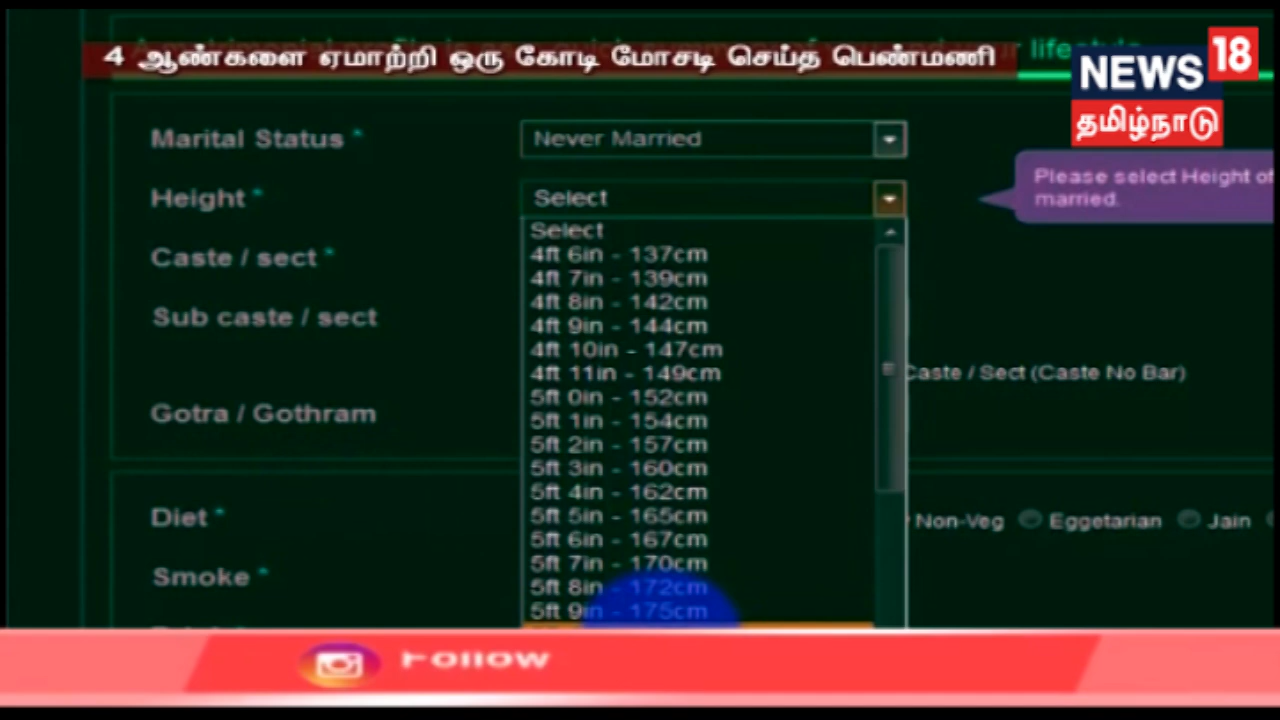 4 ஆண்களை ஏமாற்றி ஒரு கோடி மோசடி செய்த பெண்மணி
NEWS 18
தமிழ்நாடு
Marital Status *
Never Married
Please select Height of
married.
Height *
Select
Select
4ft 6in - 137cm
4ft 7in - 139cm
Caste / sect *
4ft 8in - 142cm
4ft 9in - 144cm
Sub caste / sect
4ft 10in - 147cm
4ft 11in - 149cm
Caste / Sect (Caste No Bar)
5ft 0in - 152cm
5ft 1in - 154cm
Gotra / Gothram
5ft 2in - 157cm
5ft 3in - 160cm
5ft 4in - 162cm
5ft 5in - 165cm
Diet *
Non-Veg Eggetarian Jain
5ft 6in - 167cm
5ft 7in - 170cm
Smoke *
5ft 8in - 172cm
5ft 9in - 175cm
Follow